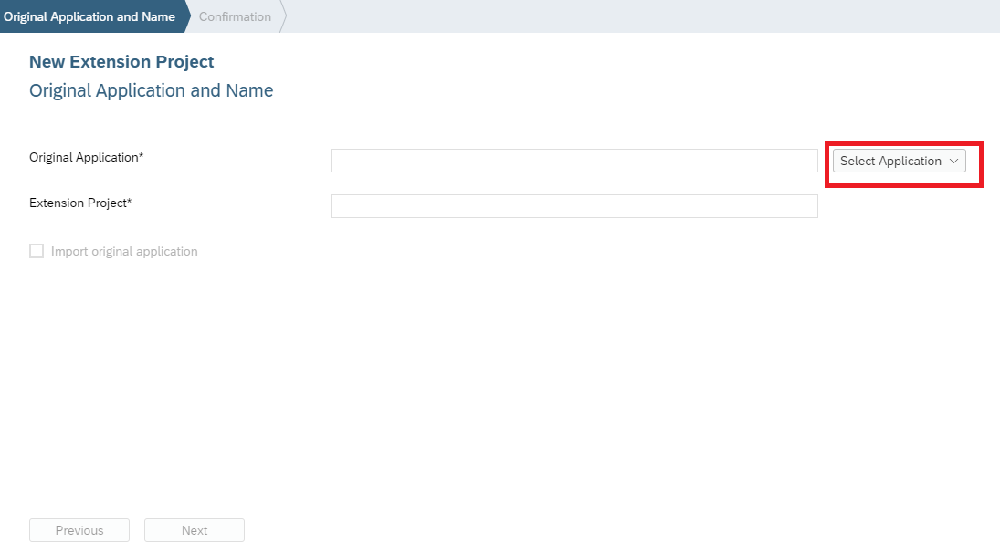 Original Application and Name Confirmation
New Extension Project
Original Application and Name
Original Application* Select Application
Extension Project*
Import original application
Previous Next